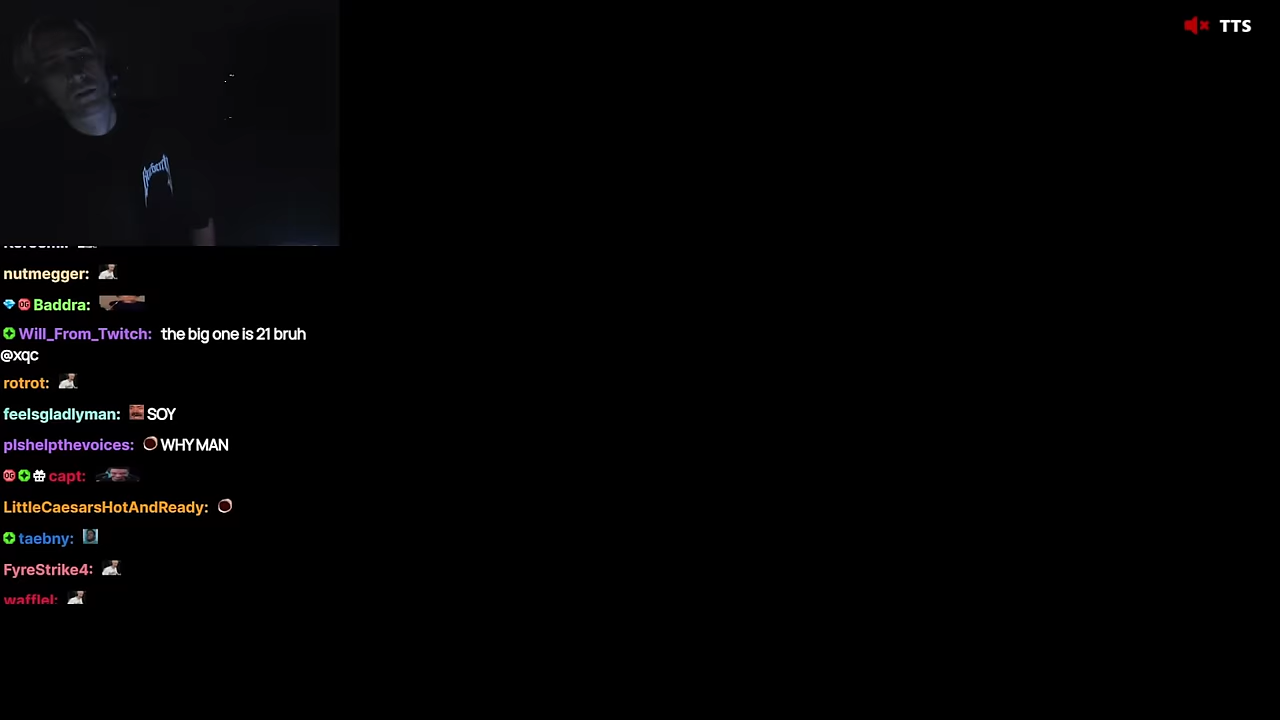 TTS
nutmegger:
Baddra:
Will_From_Twitch: the big one is 21 bruh
@xqc
rotrot:
feelsgladlyman: SOY
plshelpthevoices: WHY MAN
capt:
LittleCaesarsHotAndReady:
taebny:
FyreStrike4:
wafflel: